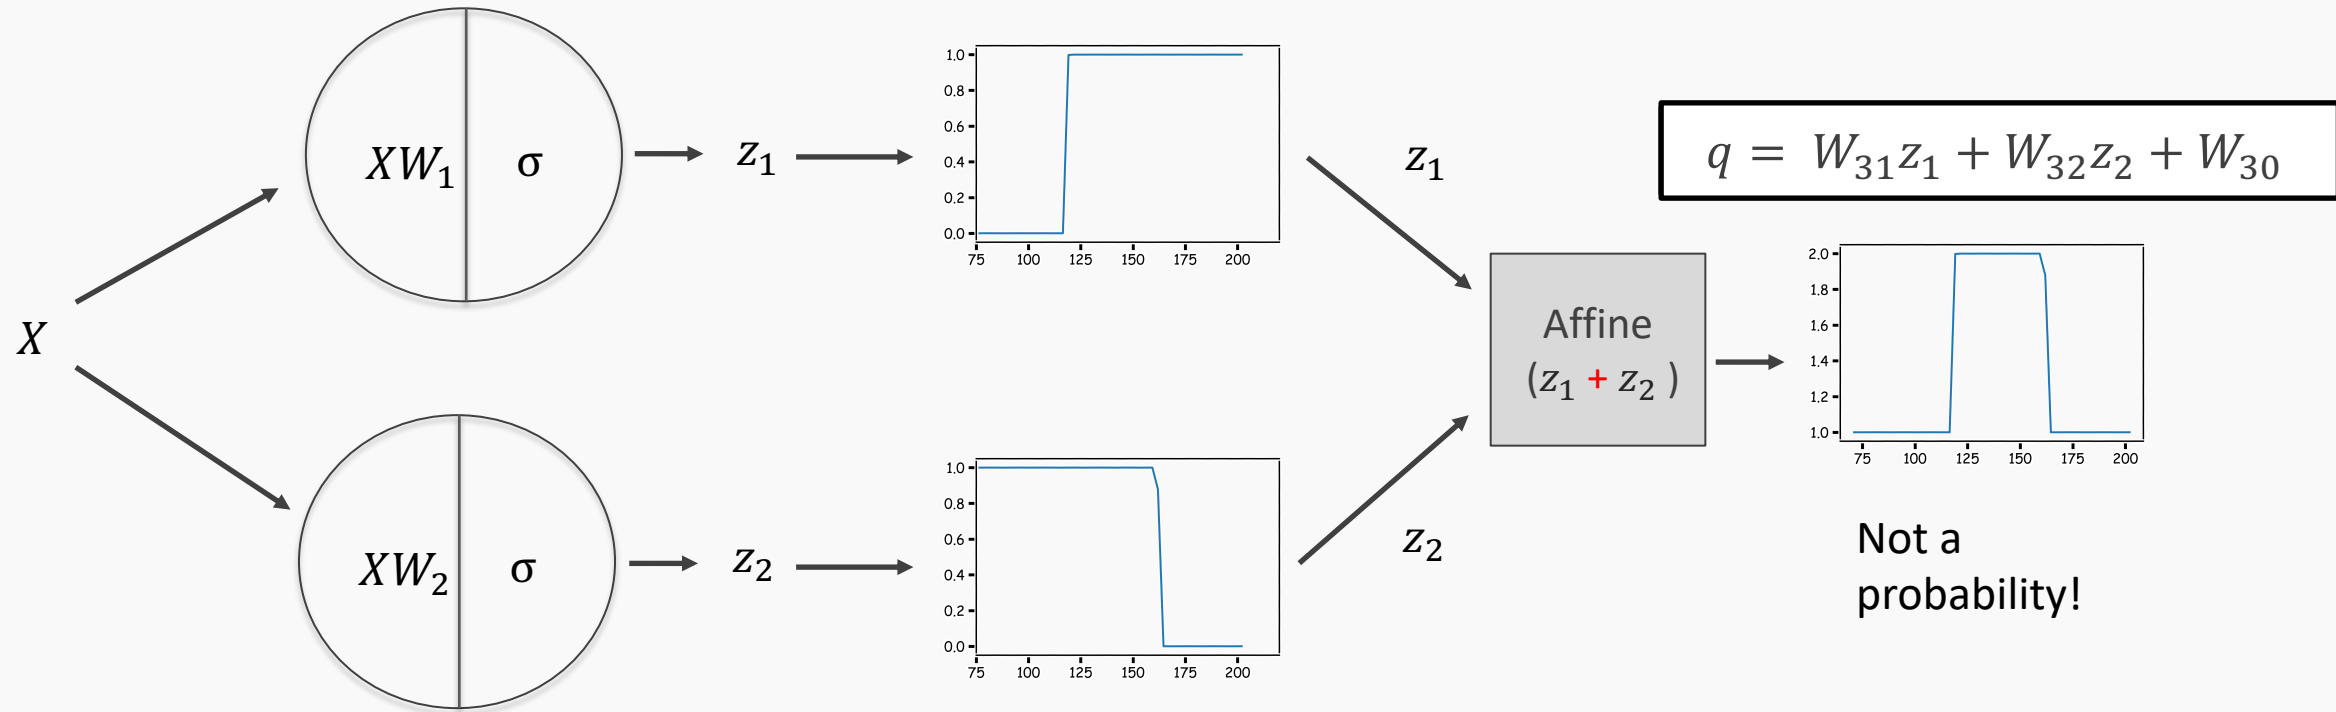 X
XW₁ σ
z₁
1.0
0.8
0.6
0.4
0.2
0.0
75 100 125 150 175 200
z₁
q = W₃₁z₁ + W₃₂z₂ + W₃₀
XW₂ σ
z₂
1.0
0.8
0.6
0.4
0.2
0.0
75 100 125 150 175 200
z₂
Affine
(z₁ + z₂ )
2.0
1.8
1.6
1.4
1.2
1.0
75 100 125 150 175 200
Not a
probability!